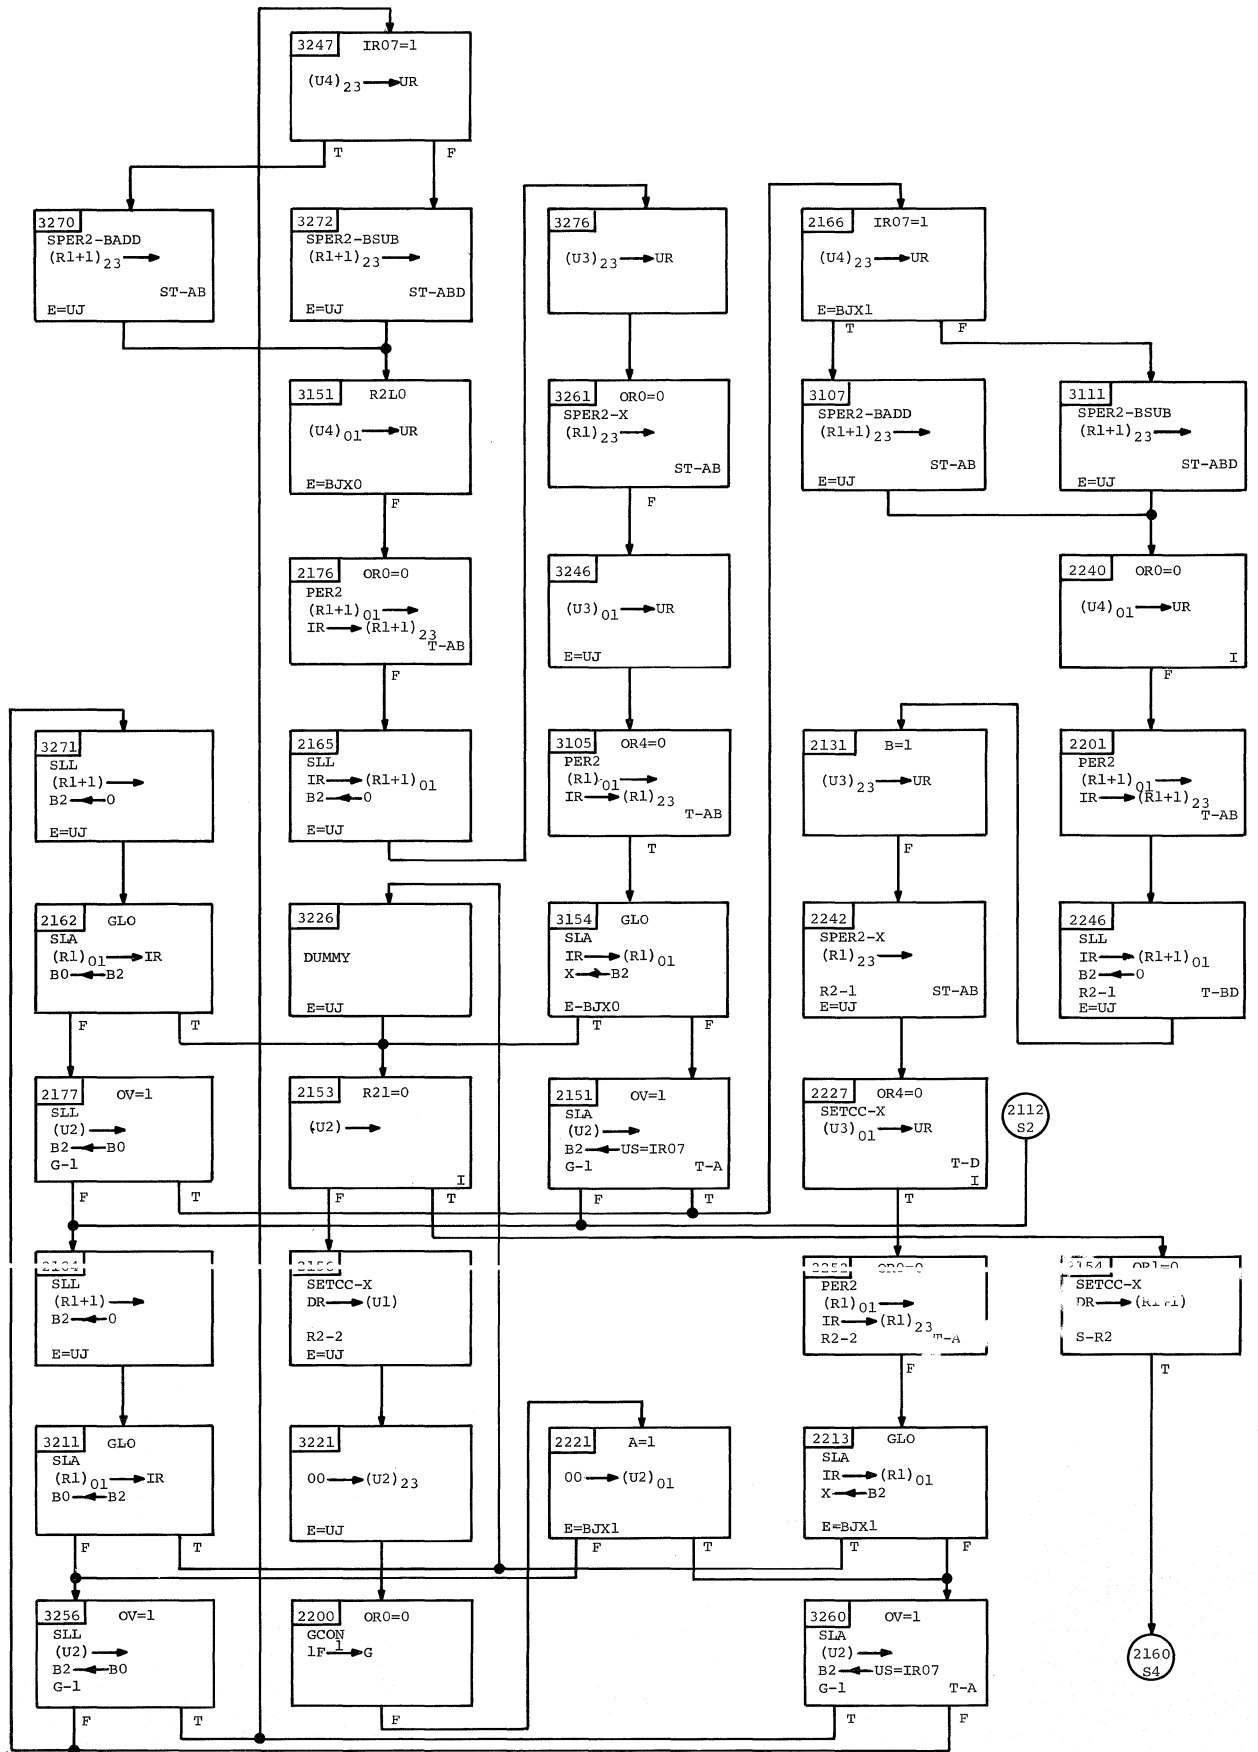 3247 IR07=1
(U4)23 → UR
T F
3270
SPER2-BADD
(R1+1)23 →
ST-AB
E=UJ
3272
SPER2-BSUB
(R1+1)23 →
ST-ABD
E=UJ
3276
(U3)23 → UR
2166 IR07=1
(U4)23 → UR
E=BJX1
T F
3151 R2L0
(U4)01 → UR
E=BJX0
F
3261 OR0=0
SPER2-X
(R1)23 →
ST-AB
F
3107
SPER2-BADD
(R1+1)23 →
ST-AB
E=UJ
3111
SPER2-BSUB
(R1+1)23 →
ST-ABD
E=UJ
2176 OR0=0
PER2
(R1+1)01 →
IR → (R1+1)23
T-AB
F
3246
(U3)01 → UR
E=UJ
2240 OR0=0
(U4)01 → UR
I
F
3271
SLL
(R1+1) →
B2 ← 0
E=UJ
2165
SLL
IR → (R1+1)01
B2 ← 0
E=UJ
3105 OR4=0
PER2
(R1)01 →
IR → (R1)23
T-AB
T
2131 B=1
(U3)23 → UR
F
2201
PER2
(R1+1)01 →
IR → (R1+1)23
T-AB
2162 GLO
SLA
(R1)01 → IR
B0 ← B2
F T
3226
DUMMY
E=UJ
3154 GLO
SLA
IR → (R1)01
X ← B2
E-BJX0
T F
2242
SPER2-X
(R1)23 →
R2-1 ST-AB
E=UJ
2246
SLL
IR → (R1+1)01
B2 ← 0
R2-1 T-BD
E=UJ
2177 OV=1
SLL
(U2) →
B2 ← B0
G-1
F T
2153 R21=0
(U2) →
I
F T
2151 OV=1
SLA
(U2) →
B2 ← US=IR07
G-1 T-A
F T
2227 OR4=0
SETCC-X
(U3)01 → UR
T-D
I
T
2112
S2
SLL
(R1+1) →
B2 ← 0
E=UJ
SETCC-X
DR → (U1)
R2-2
E=UJ
2252 OR0=0
PER2
(R1)01 →
IR → (R1)23
R2-2 T-A
F
2154 OR1=0
SETCC-X
DR → (R1+1)
S-R2
T
3211 GLO
SLA
(R1)01 → IR
B0 ← B2
F T
3221
00 → (U2)23
E=UJ
2221 A=1
00 → (U2)01
E=BJX1
F T
2213 GLO
SLA
IR → (R1)01
X ← B2
E=BJX1
T F
3256 OV=1
SLL
(U2) →
B2 ← B0
G-1
F T
2200 OR0=0
GCON
1F 1→ G
F
3260 OV=1
SLA
(U2) →
B2 ← US=IR07
G-1 T-A
T F
2160
S4